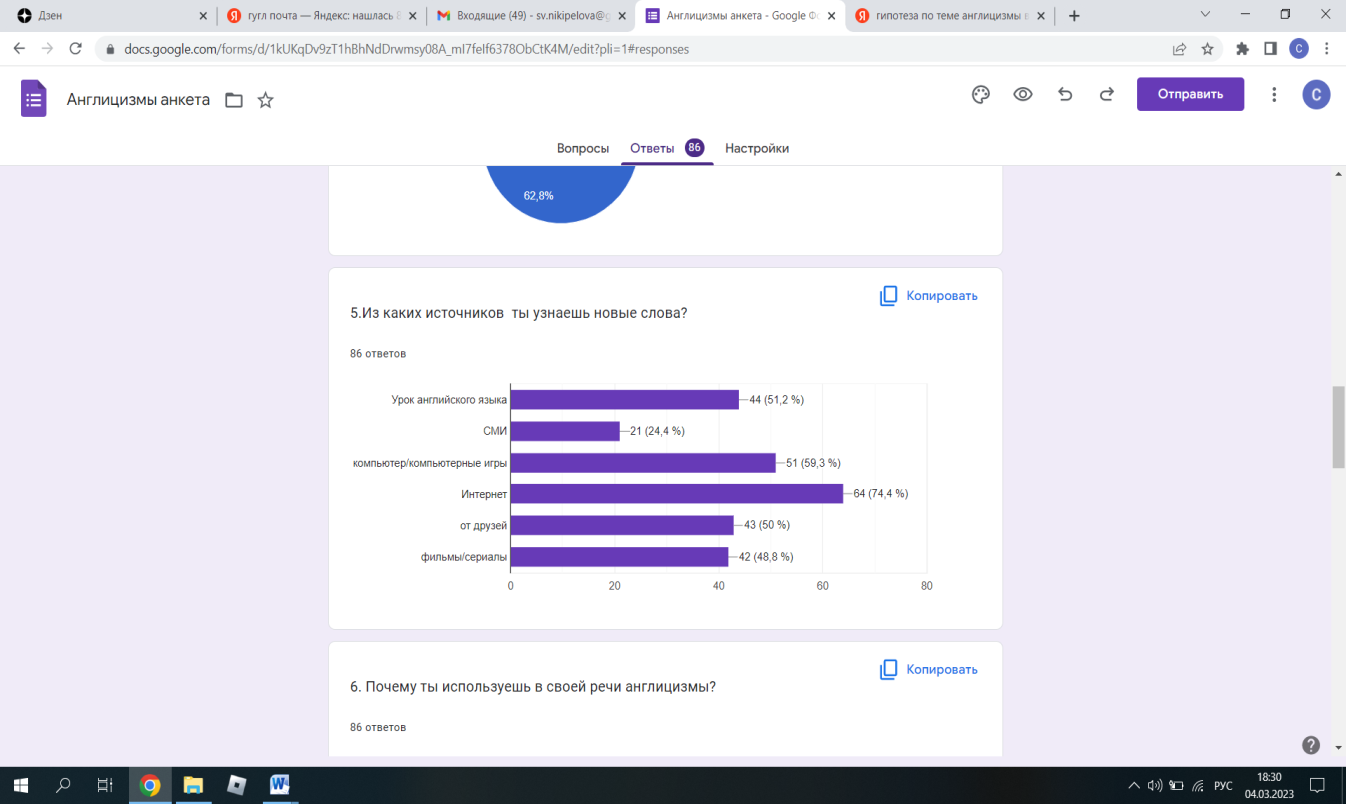 Дзен
гугл почта — Яндекс: нашлась 8
Входящие (49) - sv.nikipelova@g
Англицизмы анкета - Google Фо
гипотеза по теме англицизмы в
docs.google.com/forms/d/1kUKqDv9zT1hBhNdDrwmsy08A_mI7feIf6378ObCtK4M/edit?pli=1#responses
С
Англицизмы анкета
Отправить
С
Вопросы
Ответы 86
Настройки
62,8%
Копировать
5.Из каких источников ты узнаешь новые слова?
86 ответов
Урок английского языка 44 (51,2 %)
СМИ 21 (24,4 %)
компьютер/компьютерные игры 51 (59,3 %)
Интернет 64 (74,4 %)
от друзей 43 (50 %)
фильмы/сериалы 42 (48,8 %)
0 20 40 60 80
Копировать
6. Почему ты используешь в своей речи англицизмы?
86 ответов
РУС
18:30
04.03.2023